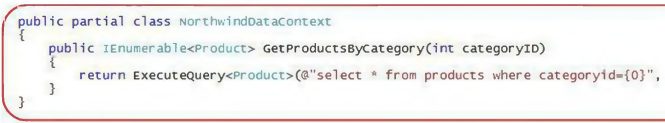 public partial class NorthwindDataContext
{
public IEnumerable<Product> GetProductsByCategory(int categoryID)
{
return ExecuteQuery<Product>(@"select * from products where categoryid={0}",
}
}